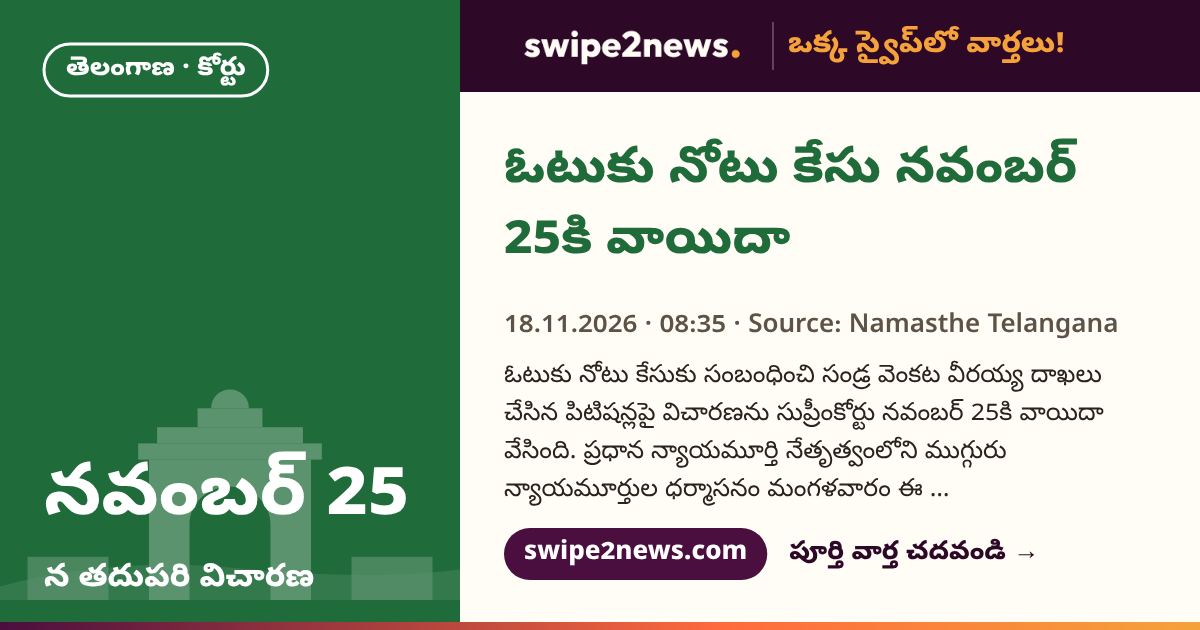 తెలంగాణ · కోర్టు
నవంబర్ 25
న తదుపరి విచారణ
swipe2news.
ఒక్క స్వైప్‌లో వార్తలు!
ఓటుకు నోటు కేసు నవంబర్
25కి వాయిదా
18.11.2026 · 08:35 · Source: Namasthe Telangana
ఓటుకు నోటు కేసుకు సంబంధించి సండ్ర వెంకట వీరయ్య దాఖలు
చేసిన పిటిషన్లపై విచారణను సుప్రీంకోర్టు నవంబర్ 25కి వాయిదా
వేసింది. ప్రధాన న్యాయమూర్తి నేతృత్వంలోని ముగ్గురు
న్యాయమూర్తుల ధర్మాసనం మంగళవారం ఈ ...
swipe2news.com
పూర్తి వార్త చదవండి →